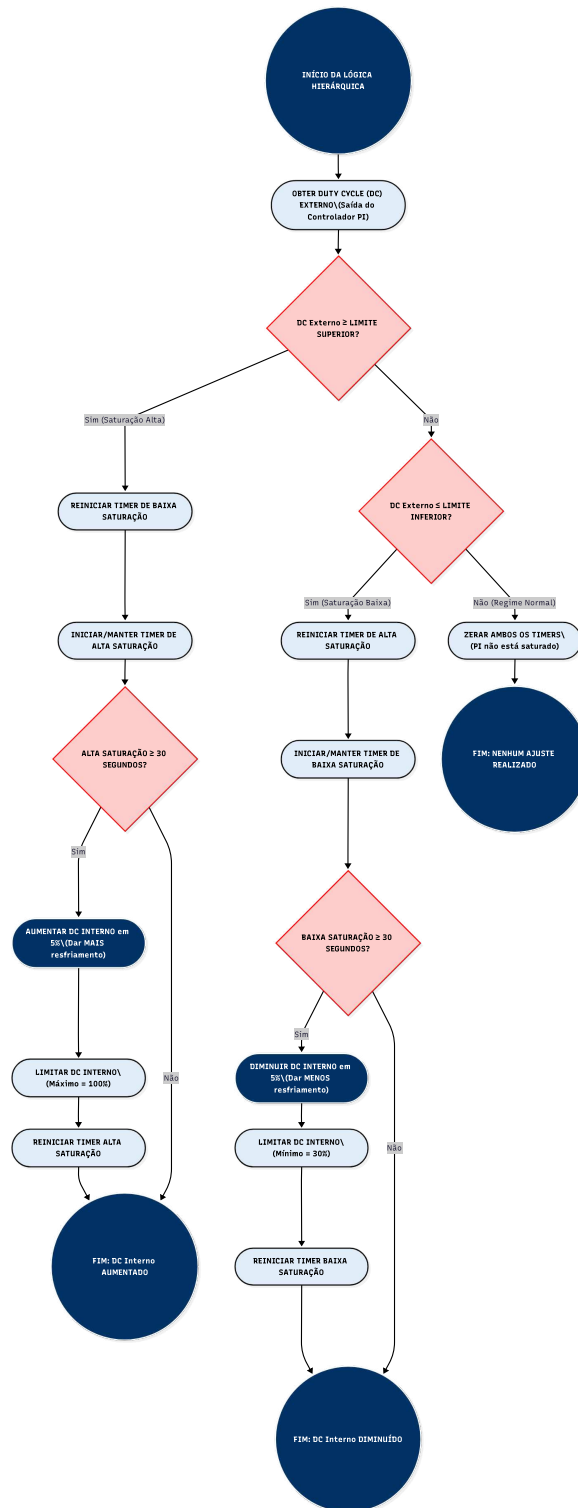 INÍCIO DA LÓGICA
HIERÁRQUICA
OBTER DUTY CYCLE (DC)
EXTERNO\(Saída do
Controlador PI)
DC Externo ≥ LIMITE
SUPERIOR?
Sim (Saturação Alta)
Não
REINICIAR TIMER DE BAIXA
SATURAÇÃO
DC Externo ≤ LIMITE
INFERIOR?
Sim (Saturação Baixa)
Não (Regime Normal)
INICIAR/MANTER TIMER DE
ALTA SATURAÇÃO
REINICIAR TIMER DE ALTA
SATURAÇÃO
ZERAR AMBOS OS TIMERS\
(PI não está saturado)
ALTA SATURAÇÃO ≥ 30
SEGUNDOS?
INICIAR/MANTER TIMER DE
BAIXA SATURAÇÃO
FIM: NENHUM AJUSTE
REALIZADO
Sim
AUMENTAR DC INTERNO em
5%\(Dar MAIS
resfriamento)
BAIXA SATURAÇÃO ≥ 30
SEGUNDOS?
Sim
LIMITAR DC INTERNO\
(Máximo = 100%)
Não
DIMINUIR DC INTERNO em
5%\(Dar MENOS
resfriamento)
REINICIAR TIMER ALTA
SATURAÇÃO
LIMITAR DC INTERNO\
(Mínimo = 30%)
Não
FIM: DC Interno
AUMENTADO
REINICIAR TIMER BAIXA
SATURAÇÃO
FIM: DC Interno DIMINUÍDO